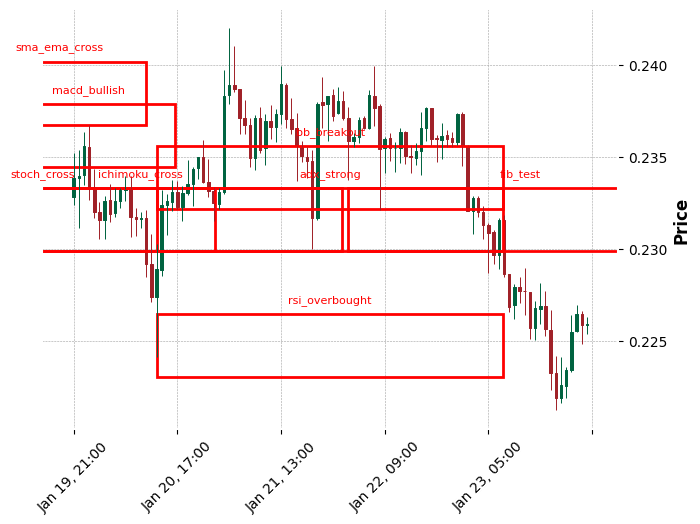 sma_ema_cross
macd_bullish
bb_breakout
stoch_cross
ichimoku_cross
adx_strong
fib_test
rsi_overbought
0.240
0.235
0.230
0.225
Price
Jan 19, 21:00
Jan 20, 17:00
Jan 21, 13:00
Jan 22, 09:00
Jan 23, 05:00